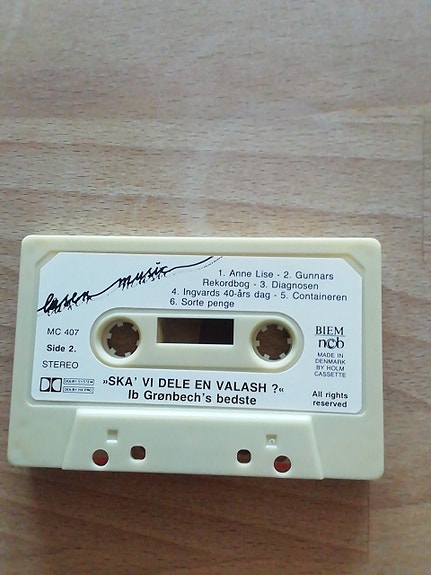 laser music
1. Anne Lise - 2. Gunnars
Rekordbog - 3. Diagnosen
4. Ingvards 40-års dag - 5. Containeren
6. Sorte penge
MC 407
Side 2.
STEREO
BIEM
ncb
MADE IN
DENMARK
BY HOLM
CASSETTE
»SKA' VI DELE EN VALASH ?«
Ib Grønbech's bedste
All rights
reserved